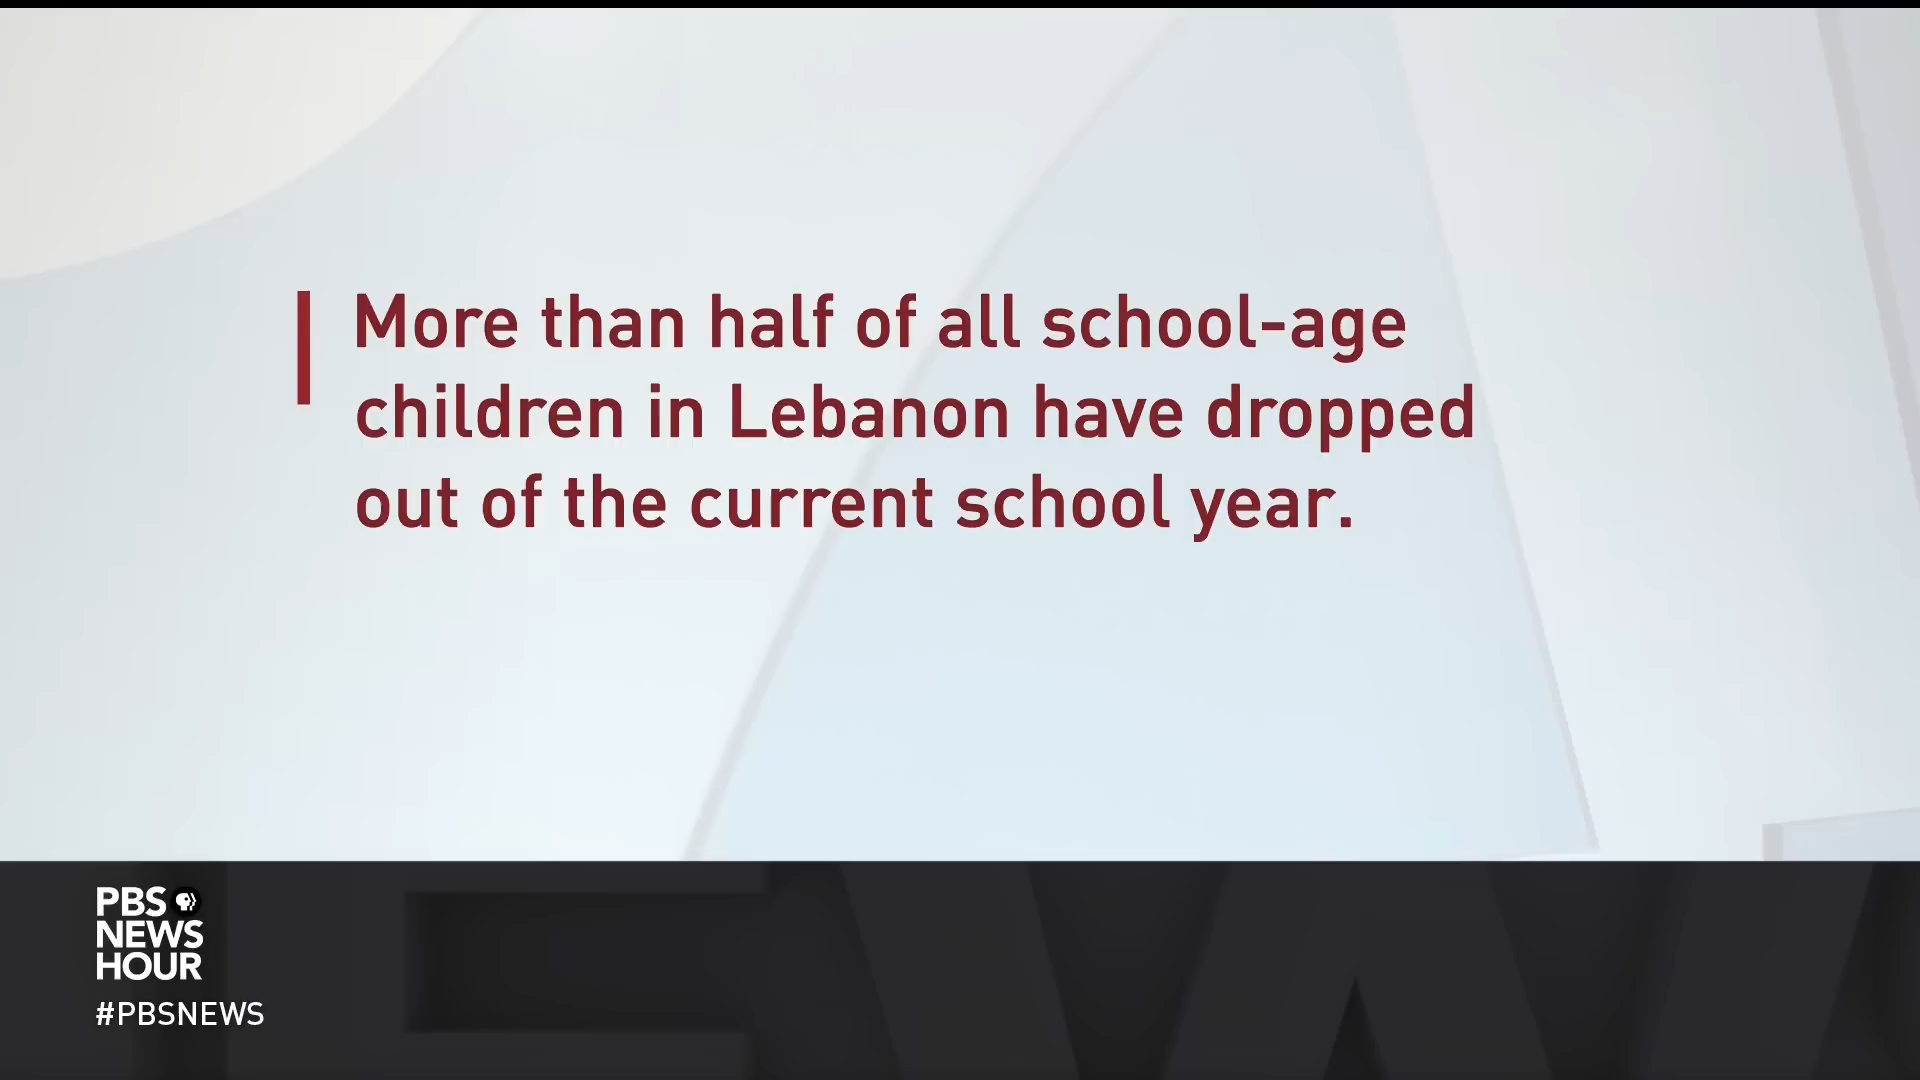 More than half of all school-age
children in Lebanon have dropped
out of the current school year.
PBS
NEWS
HOUR
#PBSNEWS